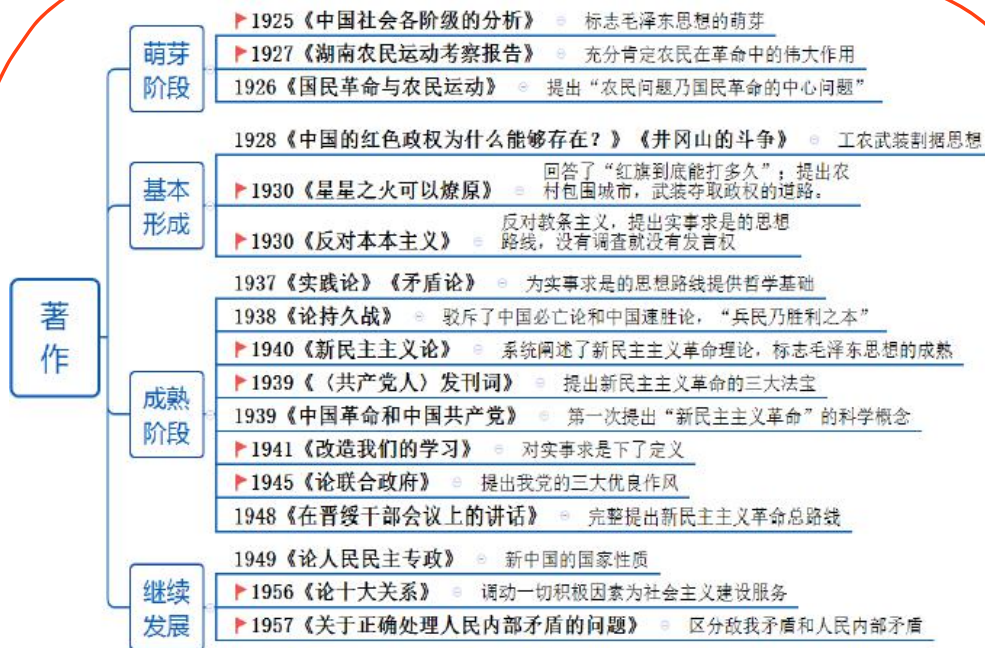 著作
萌芽阶段
1925《中国社会各阶级的分析》 标志毛泽东思想的萌芽
1927《湖南农民运动考察报告》 充分肯定农民在革命中的伟大作用
1926《国民革命与农民运动》 提出“农民问题乃国民革命的中心问题”
基本形成
1928《中国的红色政权为什么能够存在？》《井冈山的斗争》 工农武装割据思想
1930《星星之火可以燎原》 回答了“红旗到底能打多久”；提出农
村包围城市，武装夺取政权的道路。
1930《反对本本主义》 反对教条主义，提出实事求是的思想
路线，没有调查就没有发言权
成熟阶段
1937《实践论》《矛盾论》 为实事求是的思想路线提供哲学基础
1938《论持久战》 驳斥了中国必亡论和中国速胜论，“兵民乃胜利之本”
1940《新民主主义论》 系统阐述了新民主主义革命理论，标志毛泽东思想的成熟
1939《〈共产党人〉发刊词》 提出新民主主义革命的三大法宝
1939《中国革命和中国共产党》 第一次提出“新民主主义革命”的科学概念
1941《改造我们的学习》 对实事求是下了定义
1945《论联合政府》 提出我党的三大优良作风
1948《在晋绥干部会议上的讲话》 完整提出新民主主义革命总路线
继续发展
1949《论人民民主专政》 新中国的国家性质
1956《论十大关系》 调动一切积极因素为社会主义建设服务
1957《关于正确处理人民内部矛盾的问题》 区分敌我矛盾和人民内部矛盾